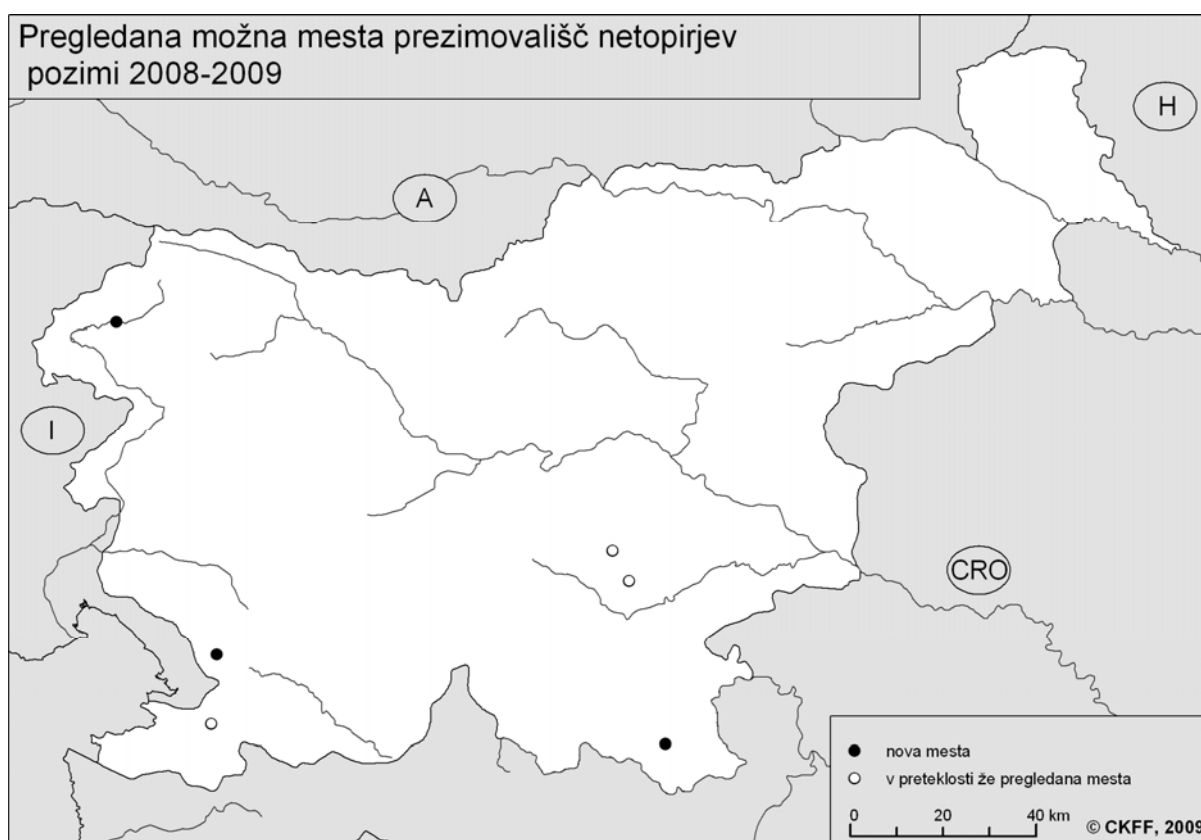 Pregledana možna mesta prezimovališč netopirjev
pozimi 2008-2009
H
A
I
CRO
nova mesta
v preteklosti že pregledana mesta
0 20 40 km
© CKFF, 2009